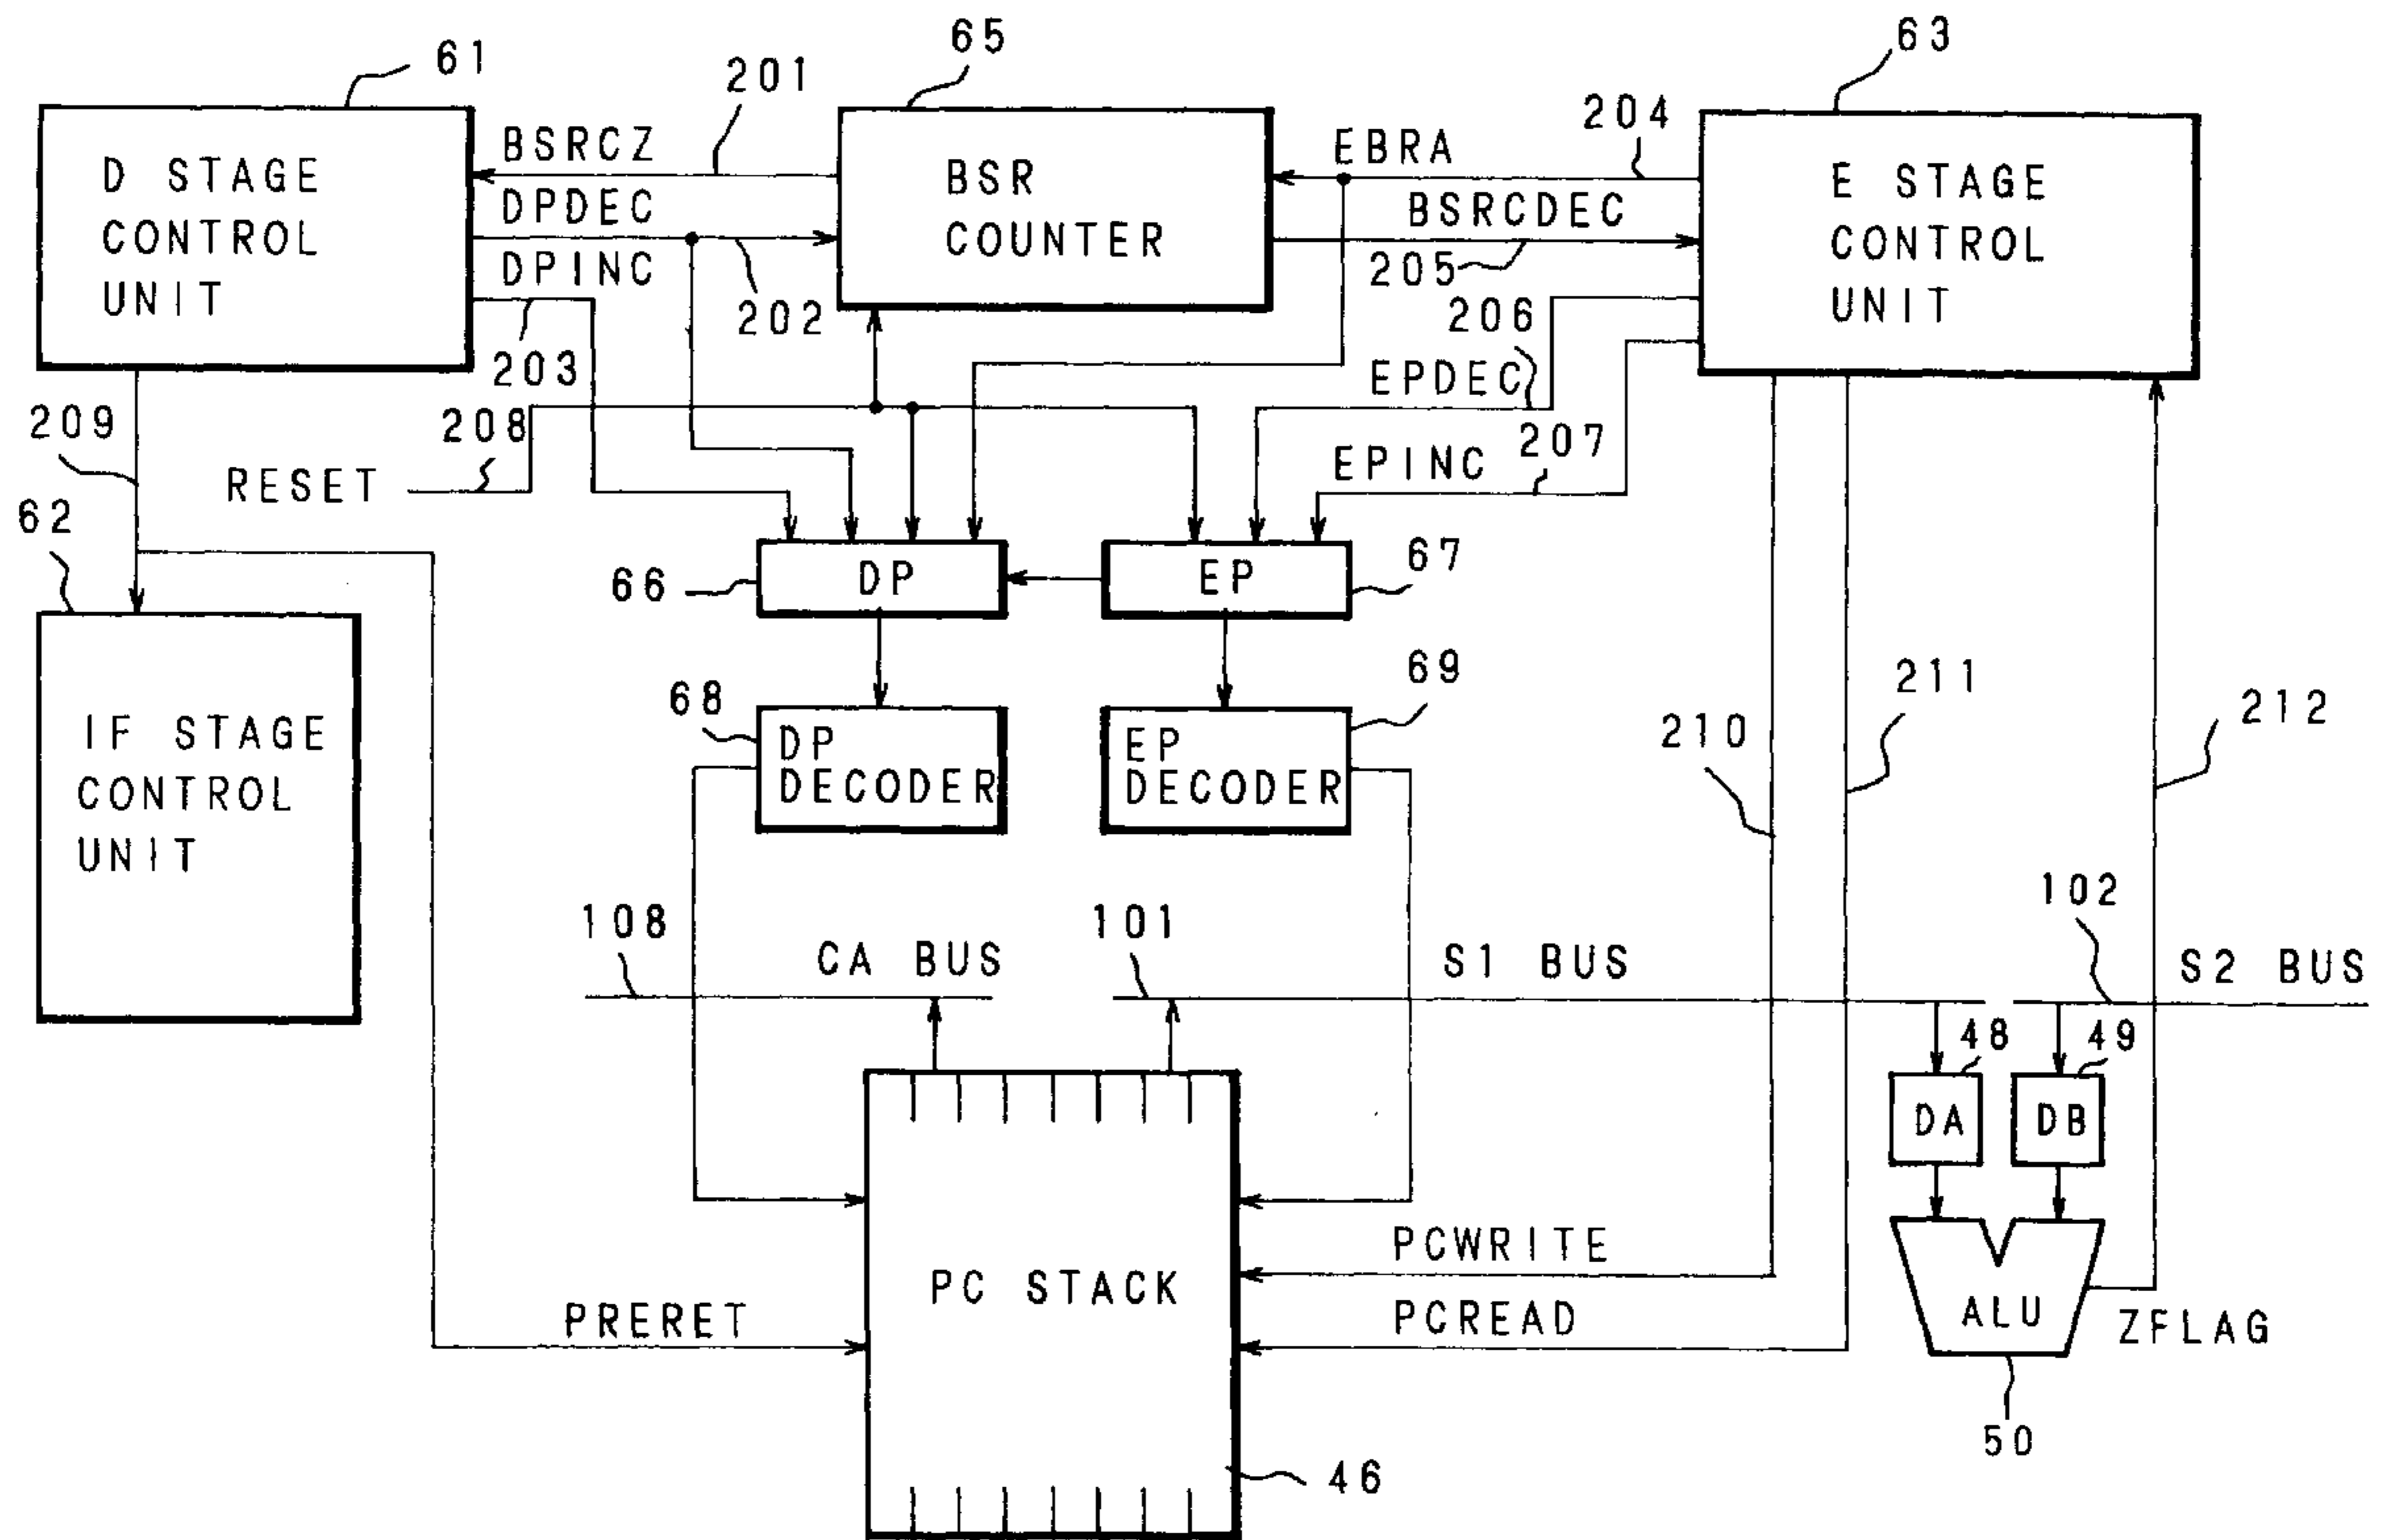 65
63
61
201
204
BSRCZ
EBRA
D STAGE
CONTROL
UNIT
BSR
COUNTER
E STAGE
CONTROL
UNIT
DPDEC
BSRCDEC
DPINC
205
202
206
203
EPDEC
209
208
207
RESET
EPINC
62
66
DP
EP
67
68
69
211
210
212
IF STAGE
CONTROL
UNIT
DP
DECODER
EP
DECODER
102
108
101
CA BUS
S1 BUS
S2 BUS
48
49
DA
DB
PCWRITE
PC STACK
PRERET
PCREAD
ALU
ZFLAG
50
46